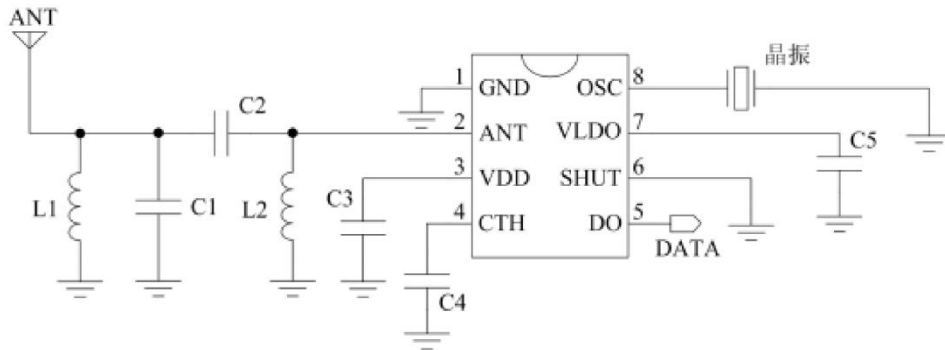 ANT
晶振
1 GND OSC 8
C2
2 ANT VLDO 7
C5
3 VDD SHUT 6
L1 C1 L2 C3
4 CTH DO 5
DATA
C4